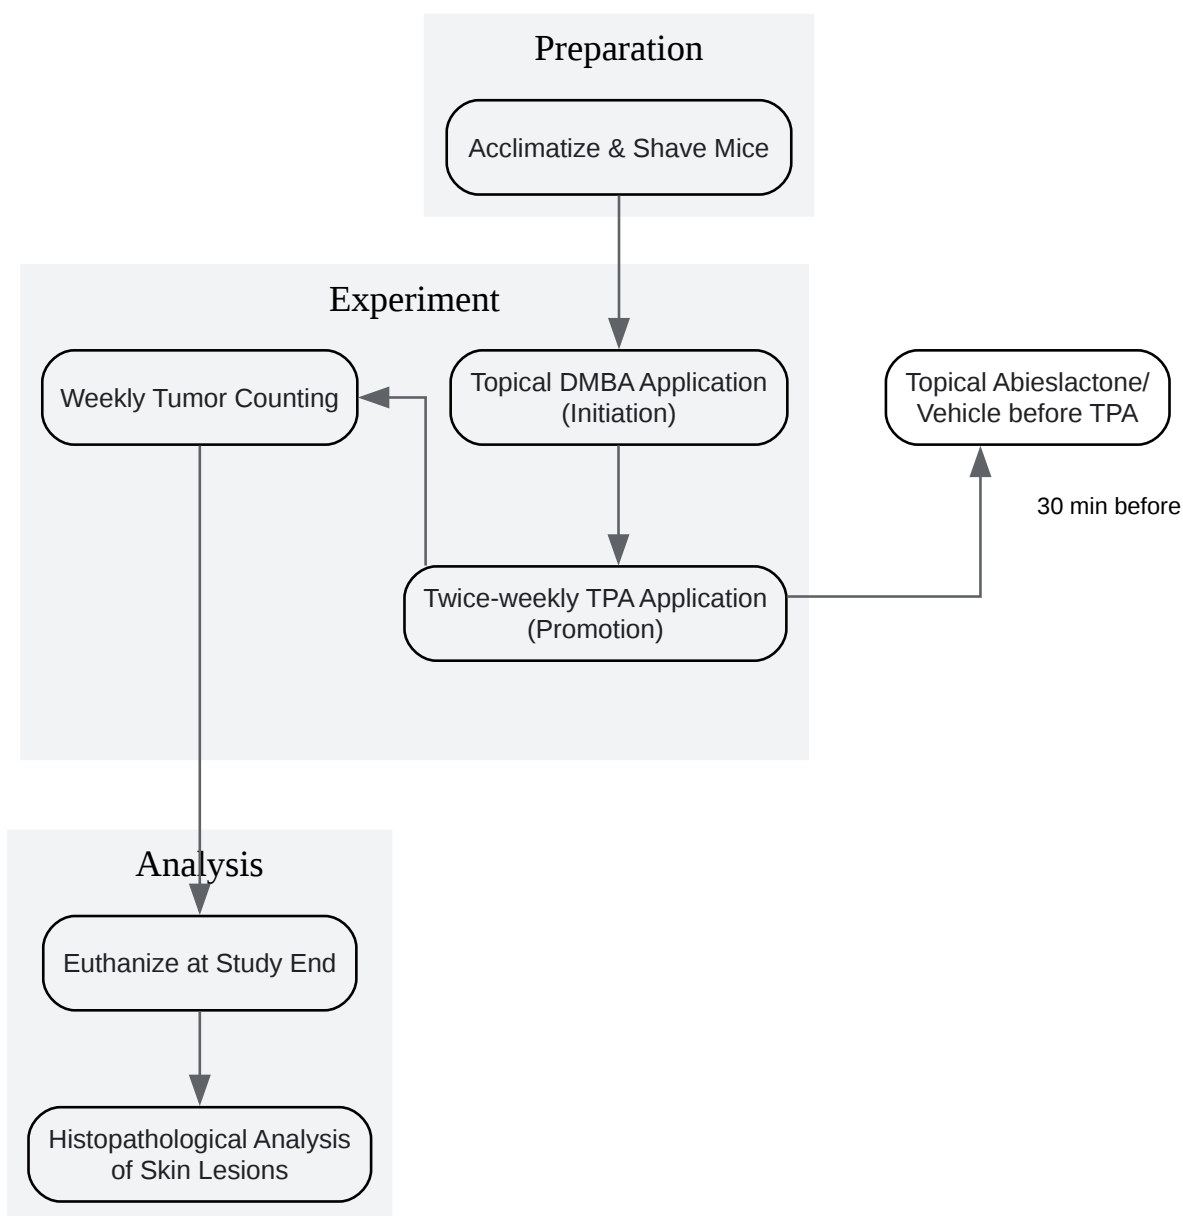 Preparation
Acclimatize & Shave Mice
Experiment
Weekly Tumor Counting
Topical DMBA Application
(Initiation)
Topical Abieslactone/
Vehicle before TPA
30 min before
Twice-weekly TPA Application
(Promotion)
Analysis
Euthanize at Study End
Histopathological Analysis
of Skin Lesions